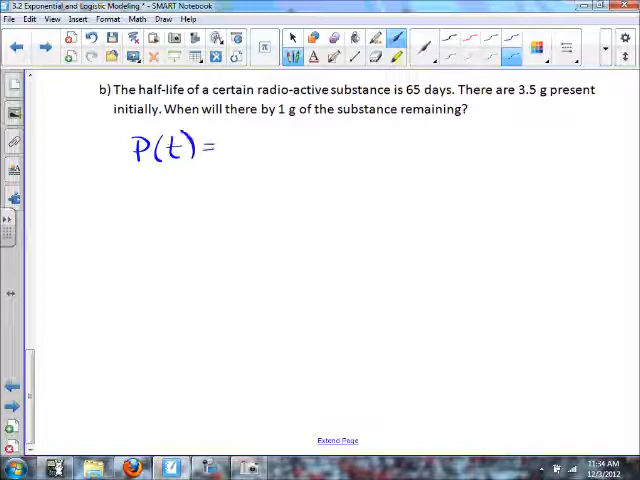 3.2 Exponential and Logistic Modeling * - SMART Notebook
File Edit View Insert Format Tools Math Draw Help
b) The half-life of a certain radio-active substance is 65 days. There are 3.5 g present
initially. When will there by 1 g of the substance remaining?
P(t) =
Extend Page
11:34 AM
12/3/2012